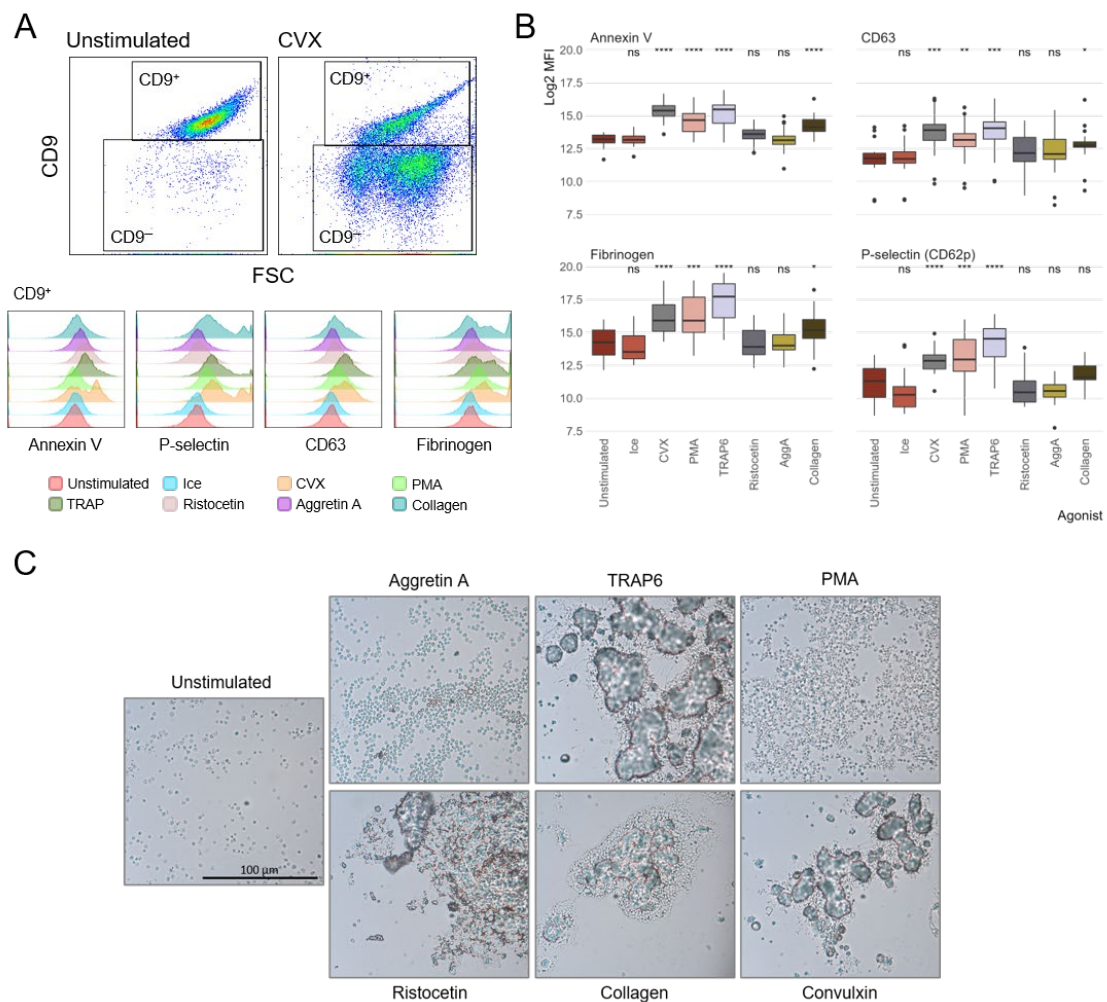 A
Unstimulated CVX
CD9⁺ CD9⁺
CD9
CD9⁻ CD9⁻
FSC
CD9⁺
Annexin V P-selectin CD63 Fibrinogen
Unstimulated Ice CVX PMA
TRAP Ristocetin Aggretin A Collagen
B
Log2 MFI
Annexin V CD63
20.0 ns **** **** **** ns ns **** ns *** ** *** ns ns *
17.5
15.0
12.5
10.0
7.5
Fibrinogen P-selectin (CD62p)
20.0 ns **** *** **** ns ns * ns **** *** **** ns ns ns
17.5
15.0
12.5
10.0
7.5
Unstimulated Ice CVX PMA TRAP6 Ristocetin AggA Collagen Unstimulated Ice CVX PMA TRAP6 Ristocetin AggA Collagen
Agonist
C
Aggretin A TRAP6 PMA
Unstimulated
100 µm
Ristocetin Collagen Convulxin